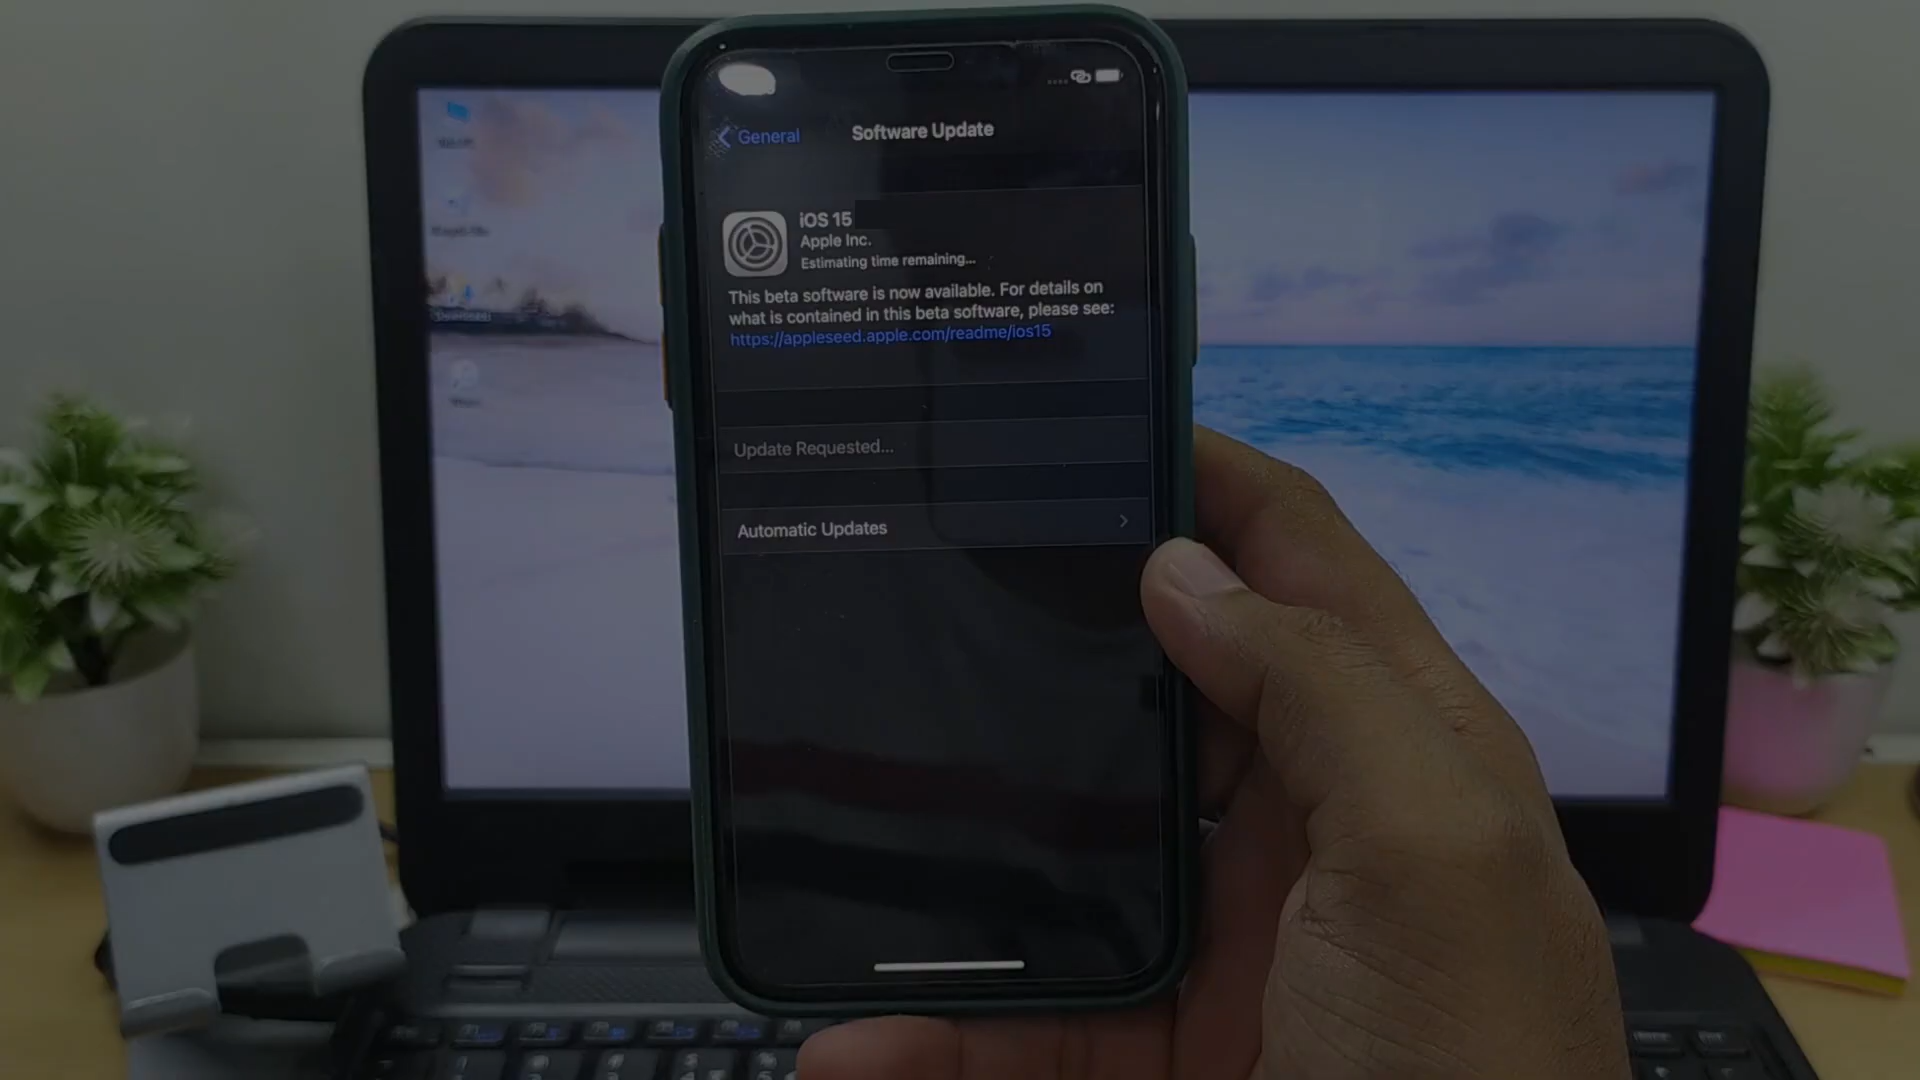 General
Software Update
iOS 15
Apple Inc.
Estimating time remaining...
This beta software is now available. For details on
what is contained in this beta software, please see:
https://appleseed.apple.com/readme/ios15
Update Requested...
Automatic Updates